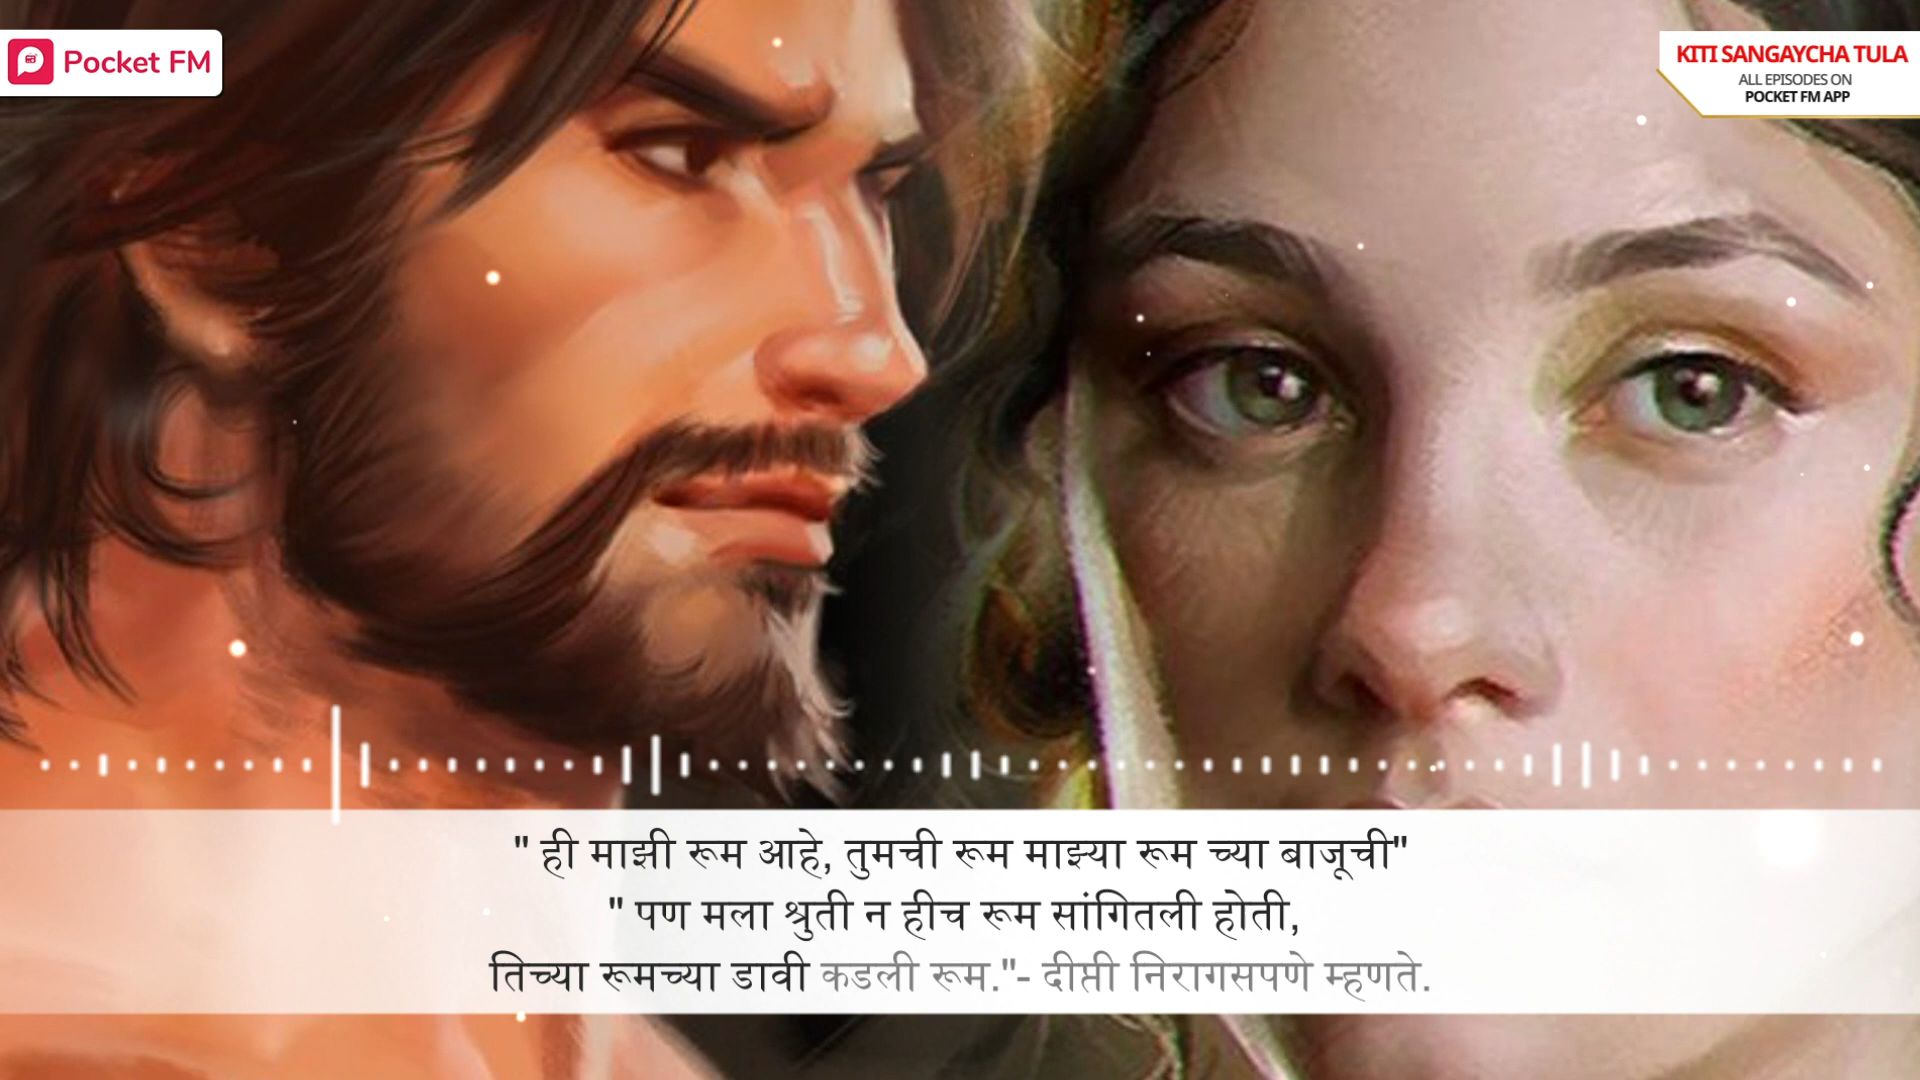 Pocket FM
KITI SANGAYCHA TULA
ALL EPISODES ON
POCKET FM APP
" ही माझी रूम आहे, तुमची रूम माझ्या रूम च्या बाजूची"
" पण मला श्रुती न हीच रूम सांगितली होती,
तिच्या रूमच्या डावी कडली रूम."- दीप्ती निरागसपणे म्हणते.